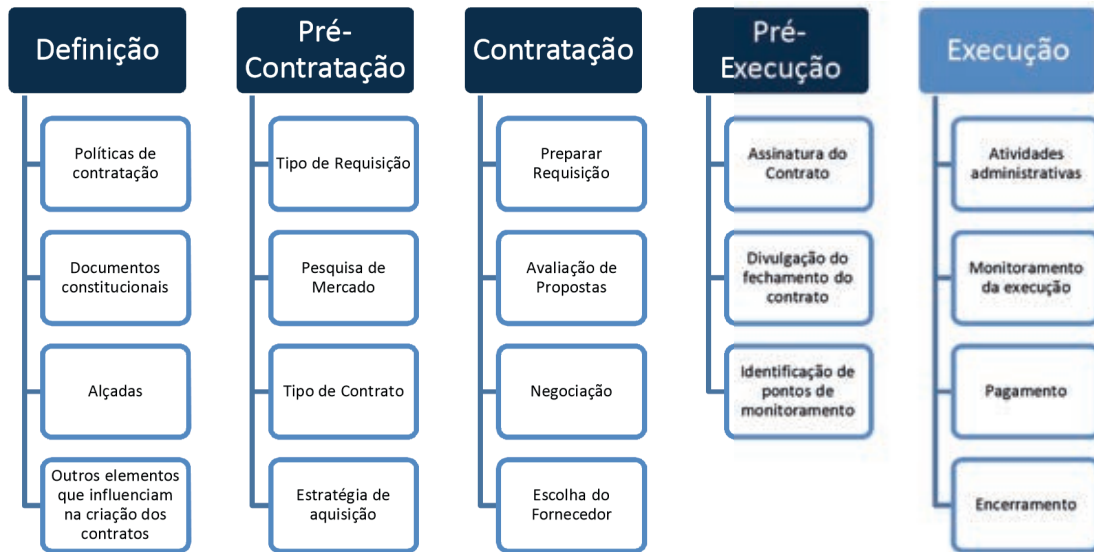 Definição
Políticas de
contratação
Documentos
constitucionais
Alçadas
Outros elementos
que influenciam
na criação dos
contratos
Pré-
Contratação
Tipo de Requisição
Pesquisa de
Mercado
Tipo de Contrato
Estratégia de
aquisição
Contratação
Preparar
Requisição
Avaliação de
Propostas
Negociação
Escolha do
Fornecedor
Pré-
Execução
Assinatura do
Contrato
Divulgação do
fechamento do
contrato
Identificação de
pontos de
monitoramento
Execução
Atividades
administrativas
Monitoramento
da execução
Pagamento
Encerramento